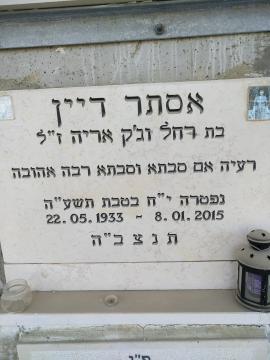 אסתר דיין
בת רחל וג'ק אריה ז"ל
רעיה אם סבתא וסבתא רבה אהובה
נפטרה י"ח בטבת תשע"ה
22.05.1933 ~ 8.01.2015
תנצב"ה